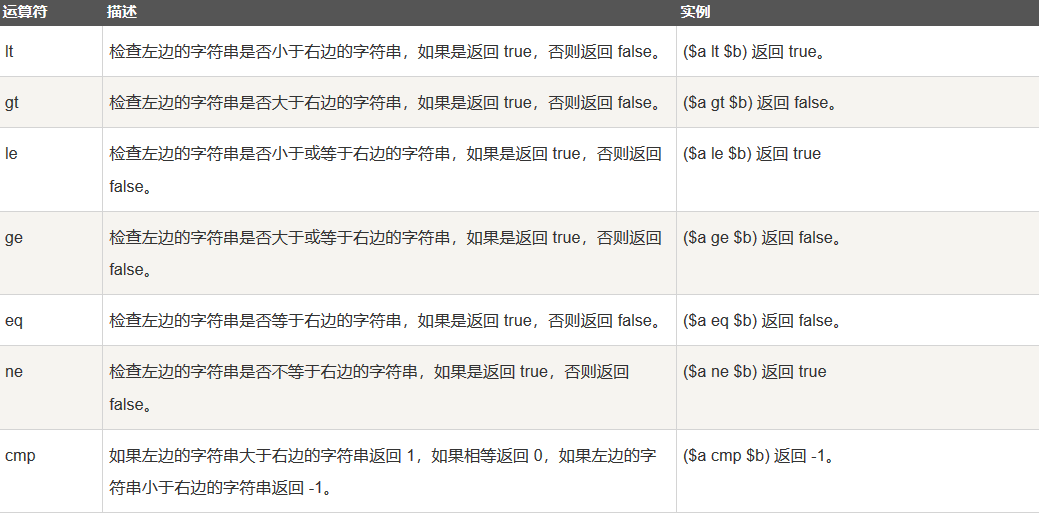 运算符 描述 实例
lt 检查左边的字符串是否小于右边的字符串，如果是返回 true，否则返回 false。 ($a lt $b) 返回 true。
gt 检查左边的字符串是否大于右边的字符串，如果是返回 true，否则返回 false。 ($a gt $b) 返回 false。
le 检查左边的字符串是否小于或等于右边的字符串，如果是返回 true，否则返回 ($a le $b) 返回 true
false。
ge 检查左边的字符串是否大于或等于右边的字符串，如果是返回 true，否则返回 ($a ge $b) 返回 false。
false。
eq 检查左边的字符串是否等于右边的字符串，如果是返回 true，否则返回 false。 ($a eq $b) 返回 false。
ne 检查左边的字符串是否不等于右边的字符串，如果是返回 true，否则返回 ($a ne $b) 返回 true
false。
cmp 如果左边的字符串大于右边的字符串返回 1，如果相等返回 0，如果左边的字 ($a cmp $b) 返回 -1。
符串小于右边的字符串返回 -1。